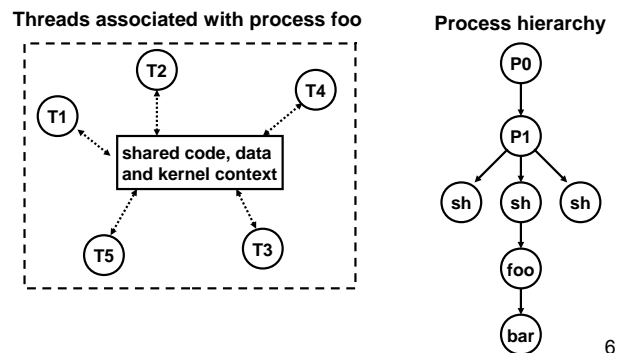 Threads associated with process foo
T1
T2
T4
shared code, data
and kernel context
T5
T3
Process hierarchy
P0
P1
sh
sh
sh
foo
bar
6